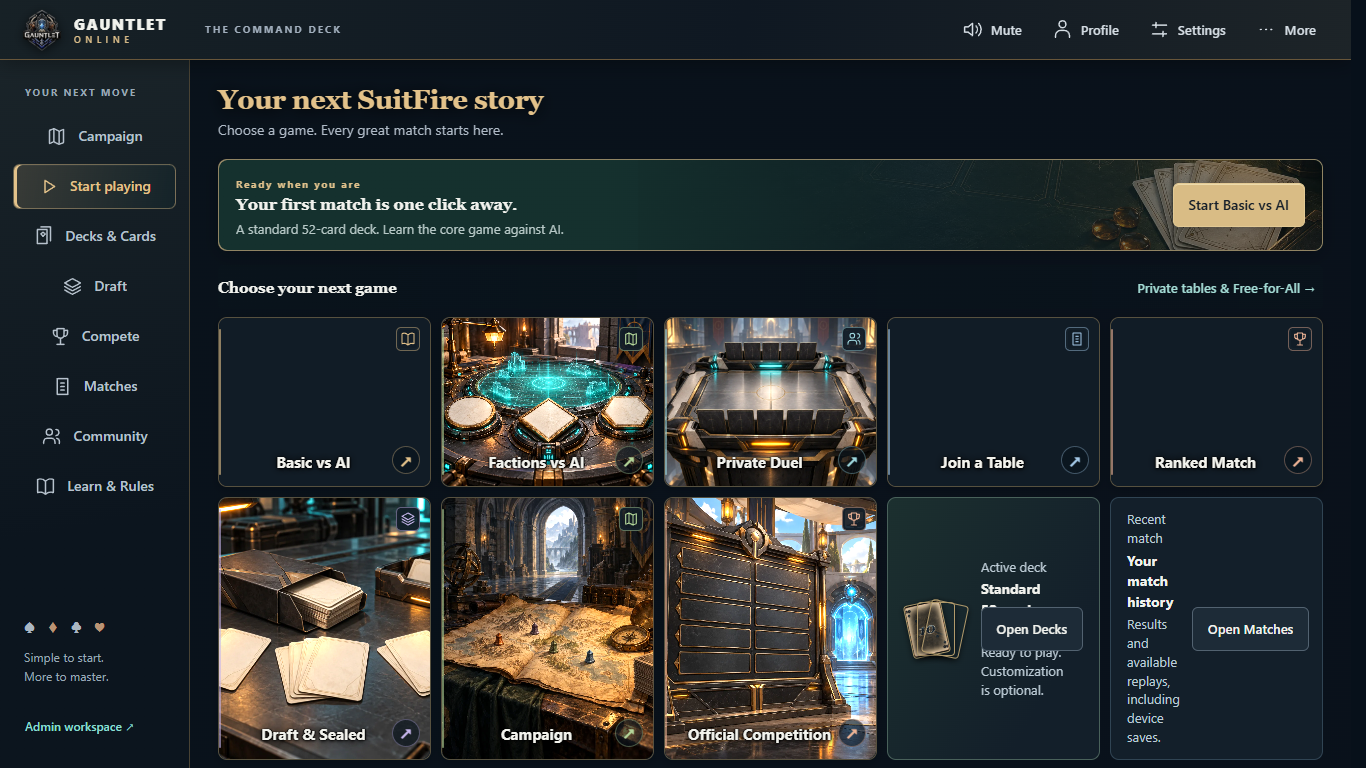 GAUNTLET
ONLINE
THE COMMAND DECK
Mute
Profile
Settings
More
YOUR NEXT MOVE
Campaign
Start playing
Decks & Cards
Draft
Compete
Matches
Community
Learn & Rules
Simple to start.
More to master.
Admin workspace ↗
Your next SuitFire story
Choose a game. Every great match starts here.
Ready when you are
Your first match is one click away.
A standard 52-card deck. Learn the core game against AI.
Start Basic vs AI
Choose your next game
Private tables & Free-for-All →
Basic vs AI
Factions vs AI
Private Duel
Join a Table
Ranked Match
Draft & Sealed
Campaign
Official Competition
Active deck
Standard
Open Decks
Ready to play.
Customization
is optional.
Recent
match
Your
match
history
Results
and
available
replays,
including
device
saves.
Open Matches